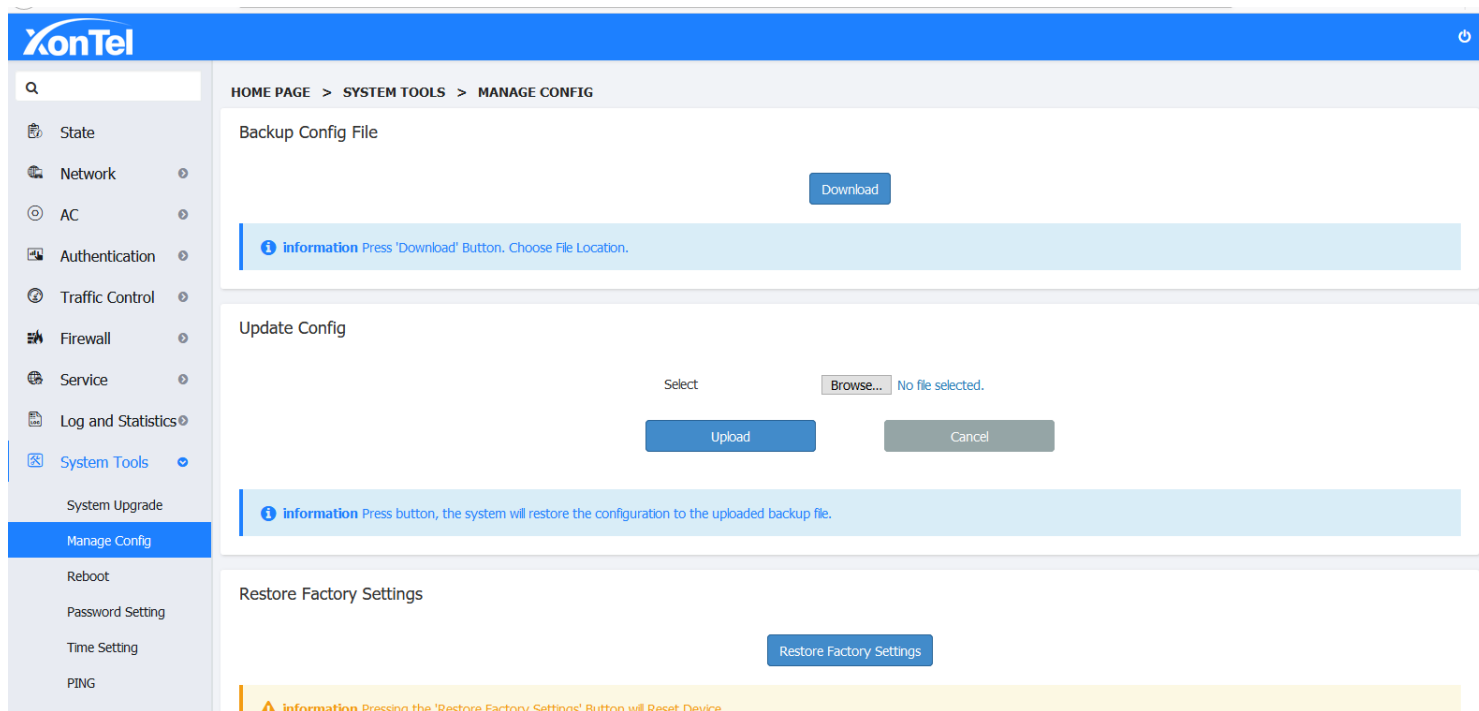 XonTel
HOME PAGE > SYSTEM TOOLS > MANAGE CONFIG
State
Network
AC
Authentication
Traffic Control
Firewall
Service
Log and Statistics
System Tools
System Upgrade
Manage Config
Reboot
Password Setting
Time Setting
PING
Backup Config File
Download
information Press 'Download' Button. Choose File Location.
Update Config
Select Browse... No file selected.
Upload Cancel
information Press button, the system will restore the configuration to the uploaded backup file.
Restore Factory Settings
Restore Factory Settings
information Pressing the 'Restore Factory Settings' Button will Reset Device.